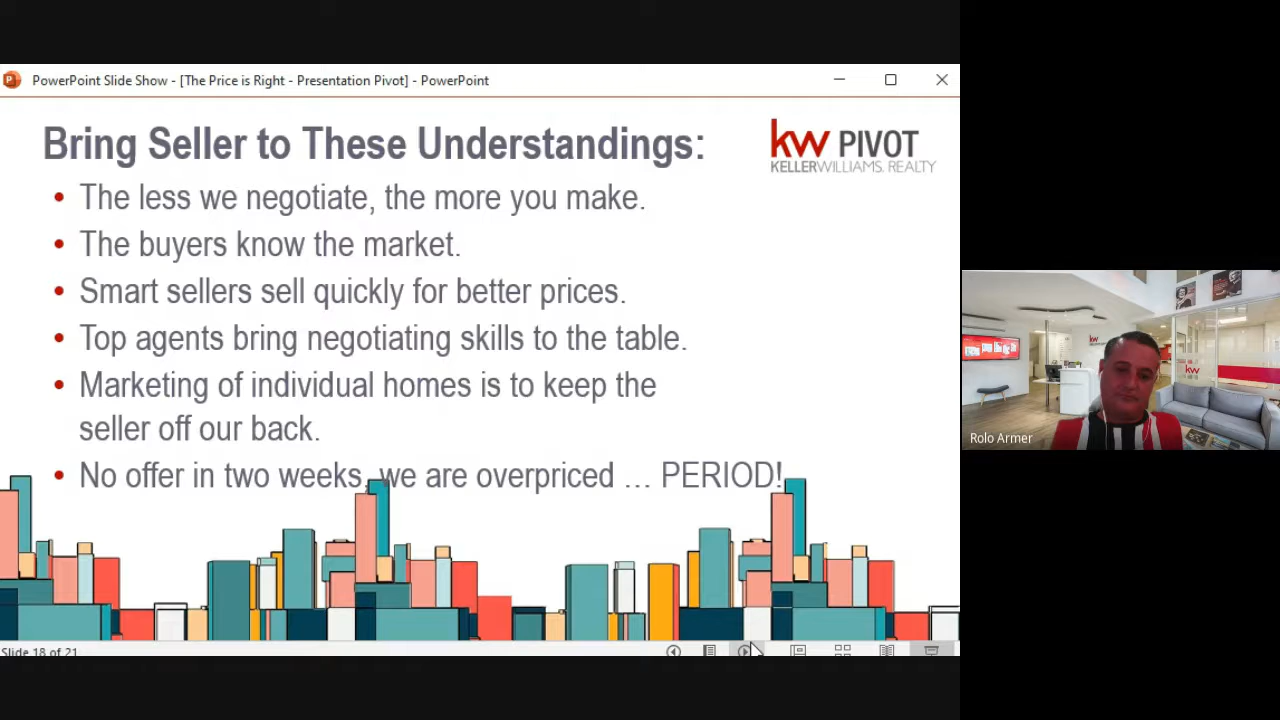 PowerPoint Slide Show - [The Price is Right - Presentation Pivot] - PowerPoint
Bring Seller to These Understandings:
kw PIVOT
KELLERWILLIAMS. REALTY
• The less we negotiate, the more you make.
• The buyers know the market.
• Smart sellers sell quickly for better prices.
• Top agents bring negotiating skills to the table.
• Marketing of individual homes is to keep the
seller off our back.
• No offer in two weeks, we are overpriced … PERIOD!
Slide 18 of 21
kw
kw
Rolo Armer